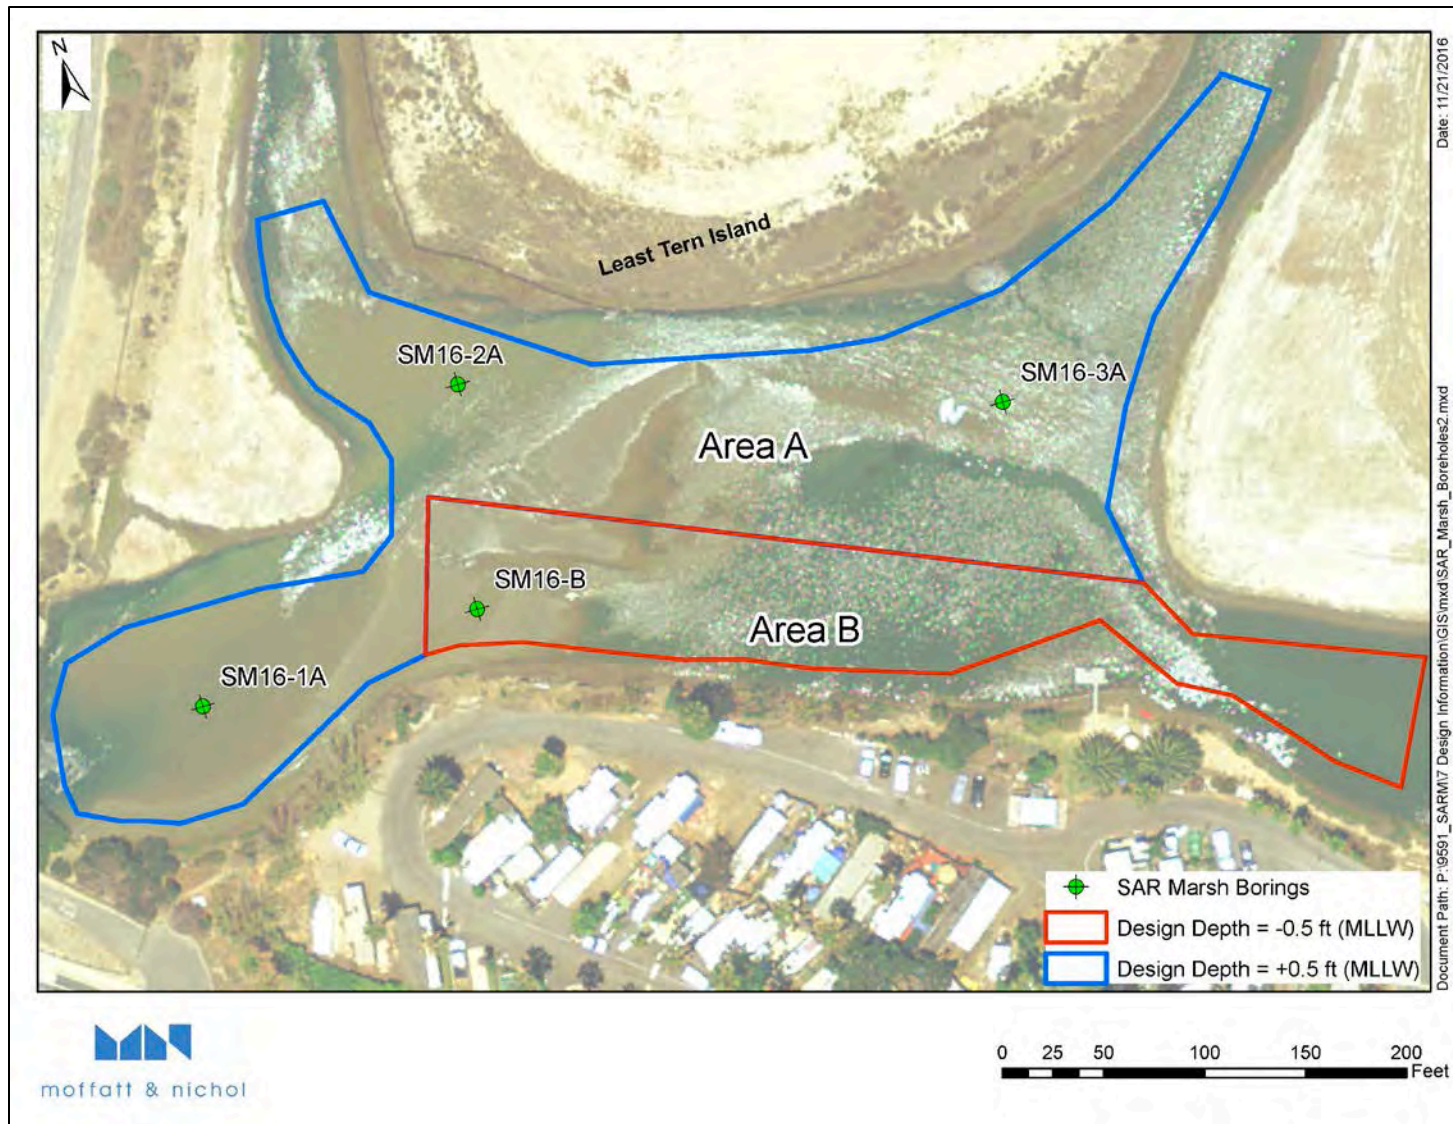 N
Least Tern Island
SM16-2A
SM16-3A
Area A
SM16-B
Area B
SM16-1A
SAR Marsh Borings
Design Depth = -0.5 ft (MLLW)
Design Depth = +0.5 ft (MLLW)
moffatt & nichol
0 25 50 100 150 200
Feet
Date: 11/21/2016
Document Path: P:\9591_SARM\7 Design Information\GIS\mxd\SAR_Marsh_Boreholes2.mxd